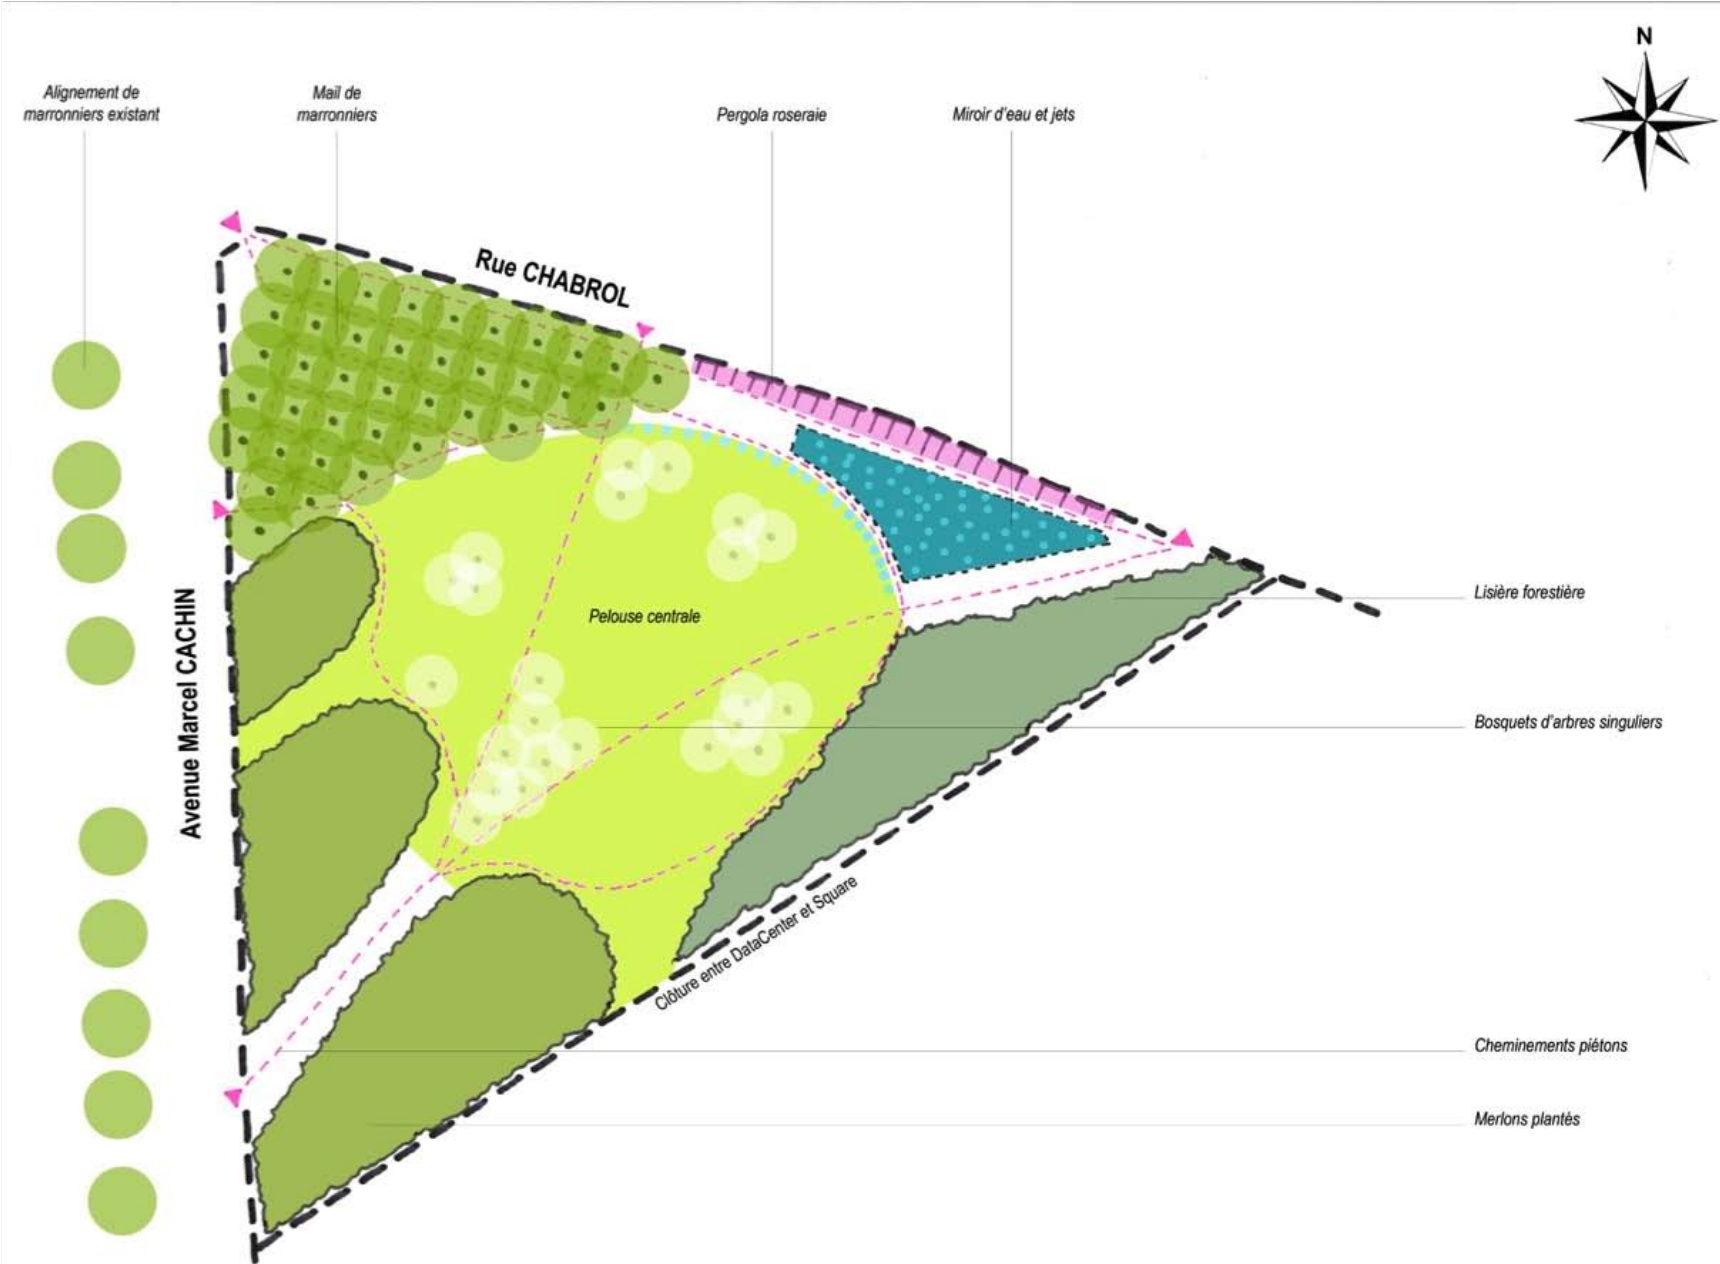 N
Alignement de
marronniers existant
Mail de
marronniers
Pergola roseraie
Miroir d'eau et jets
Rue CHABROL
Lisière forestière
Pelouse centrale
Bosquets d'arbres singuliers
Avenue Marcel CACHIN
Clôture entre DataCenter et Square
Cheminements piétons
Merlons plantés